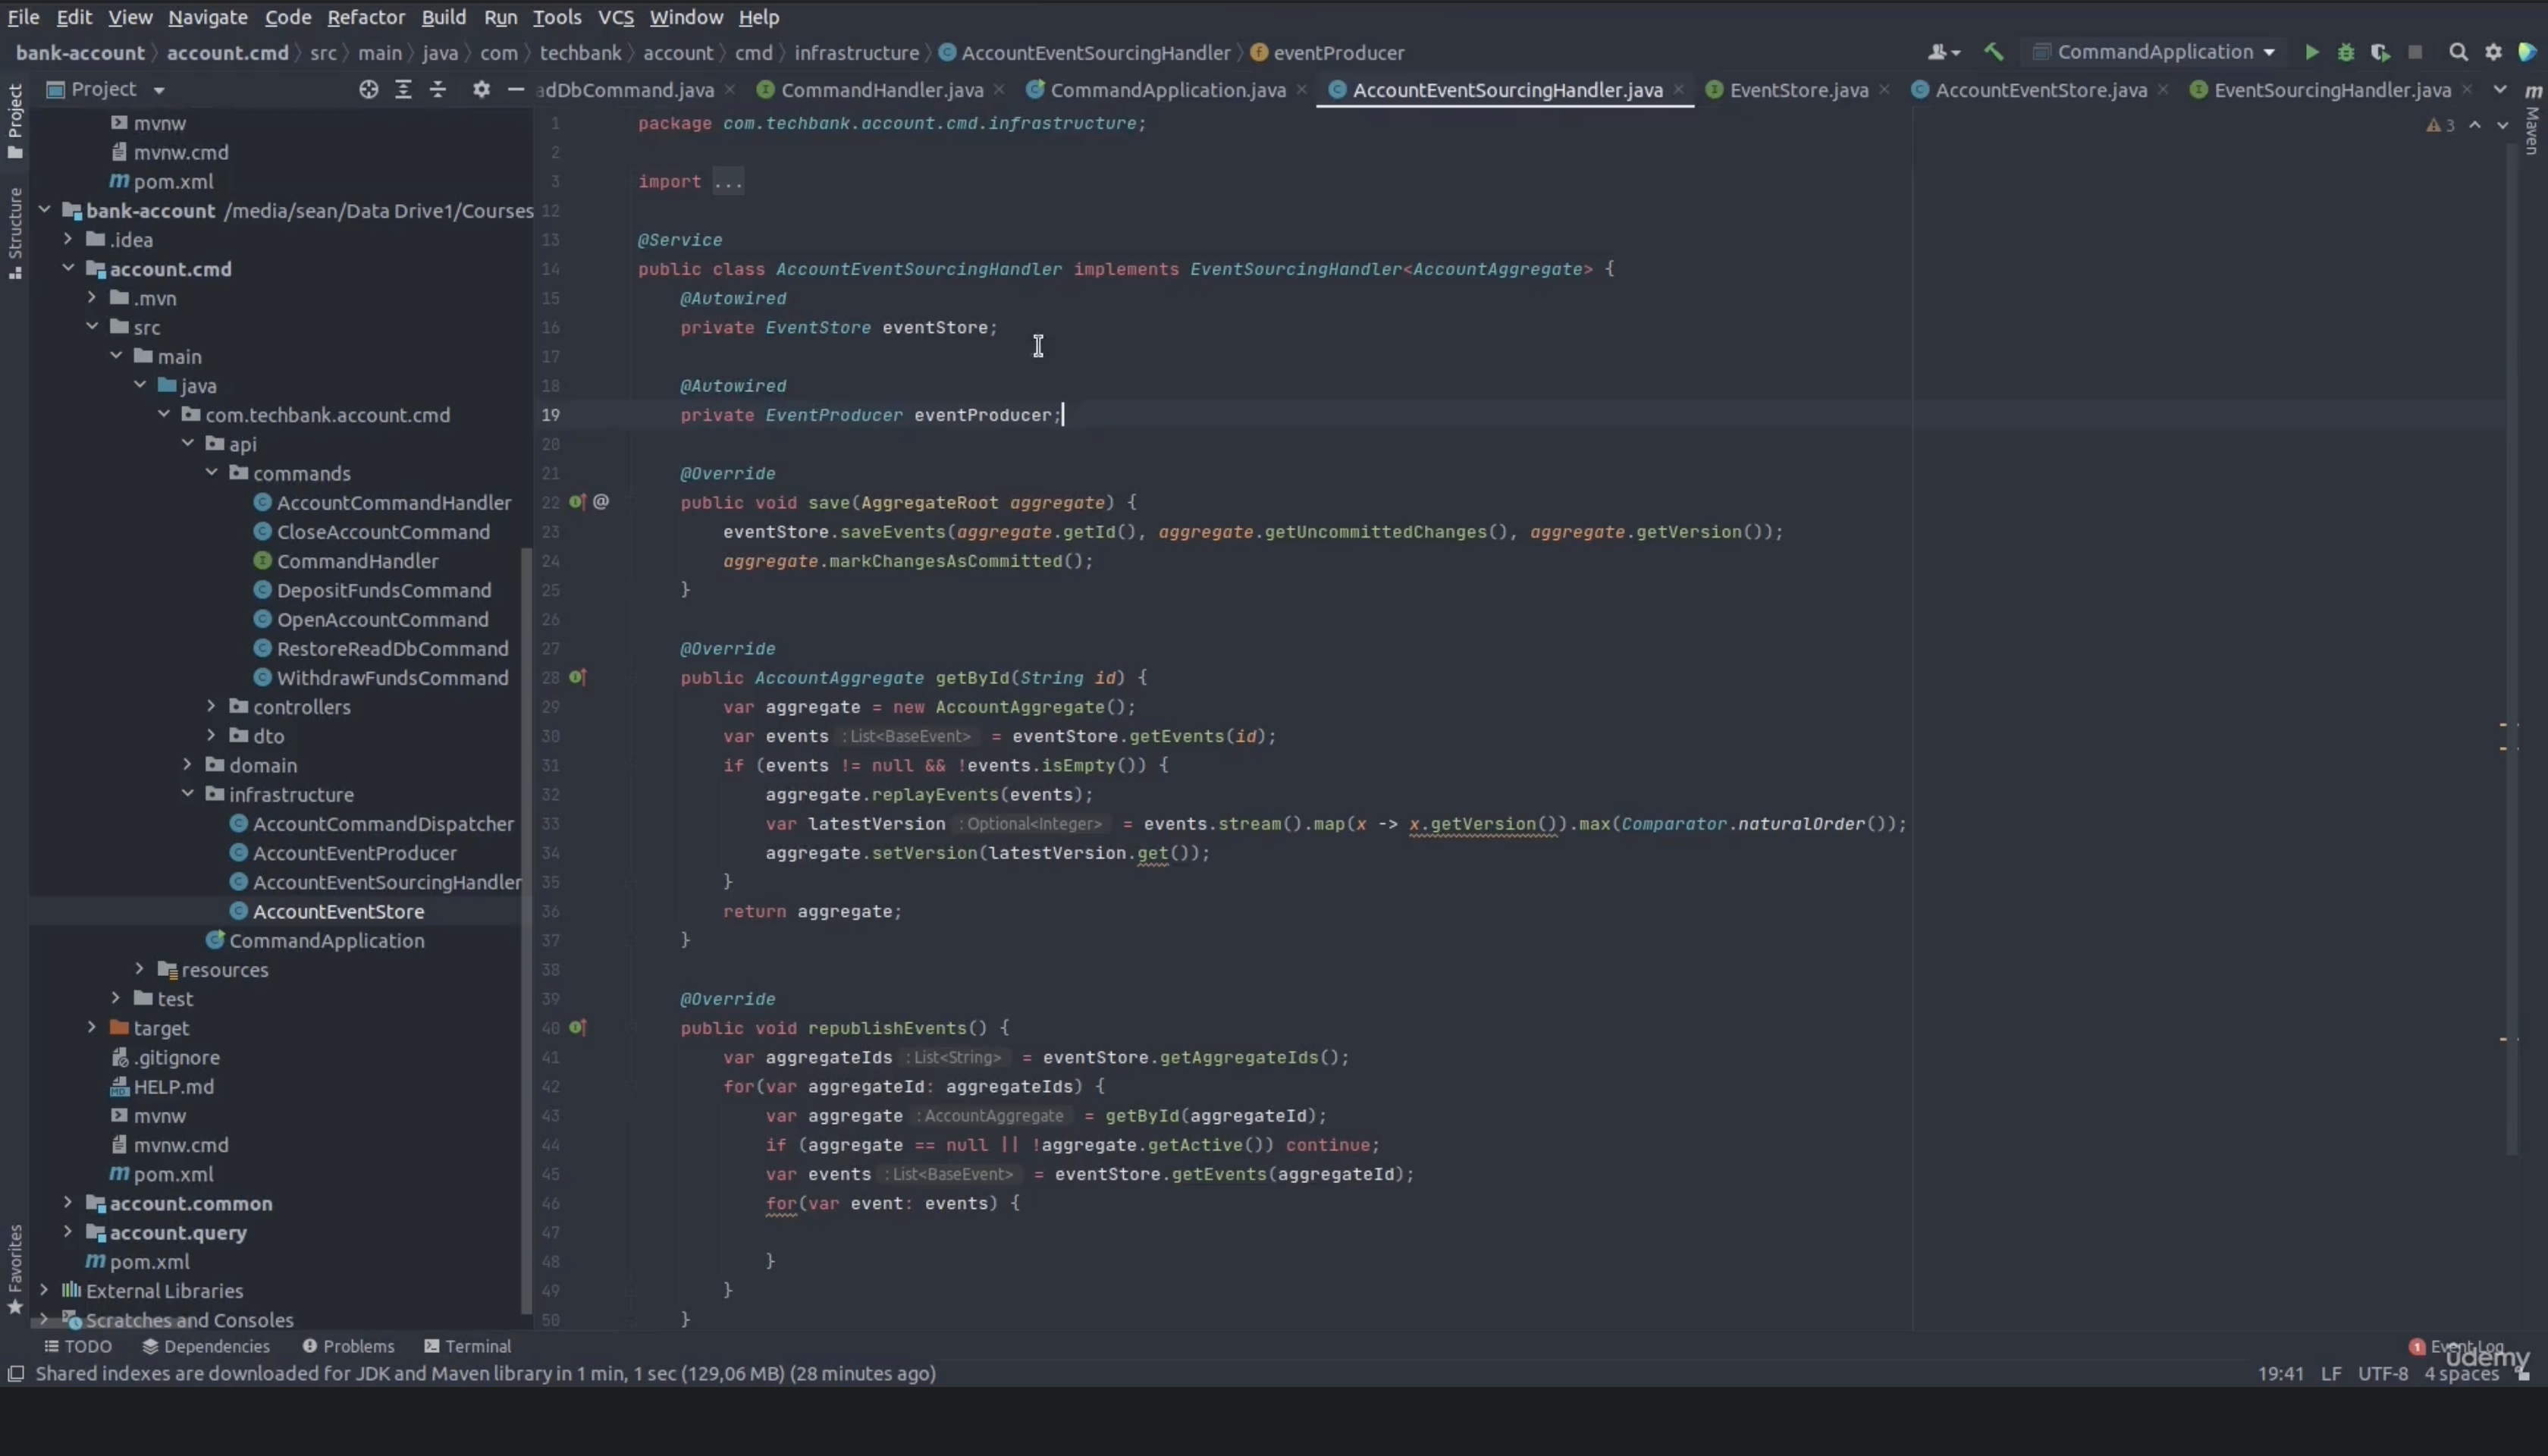 File Edit View Navigate Code Refactor Build Run Tools VCS Window Help
bank-account account.cmd src main java com techbank account cmd infrastructure AccountEventSourcingHandler eventProducer CommandApplication
Project adDbCommand.java CommandHandler.java CommandApplication.java AccountEventSourcingHandler.java EventStore.java AccountEventStore.java EventSourcingHandler.java
Project
Structure
Favorites
Maven
3
mvnw
mvnw.cmd
pom.xml
bank-account /media/sean/Data Drive1/Courses
.idea
account.cmd
.mvn
src
main
java
com.techbank.account.cmd
api
commands
AccountCommandHandler
CloseAccountCommand
CommandHandler
DepositFundsCommand
OpenAccountCommand
RestoreReadDbCommand
WithdrawFundsCommand
controllers
dto
domain
infrastructure
AccountCommandDispatcher
AccountEventProducer
AccountEventSourcingHandler
AccountEventStore
CommandApplication
resources
test
target
.gitignore
HELP.md
mvnw
mvnw.cmd
pom.xml
account.common
account.query
pom.xml
External Libraries
Scratches and Consoles
1 package com.techbank.account.cmd.infrastructure;
2
3 import ...
12
13 @Service
14 public class AccountEventSourcingHandler implements EventSourcingHandler<AccountAggregate> {
15 @Autowired
16 private EventStore eventStore;
17
18 @Autowired
19 private EventProducer eventProducer;
20
21 @Override
22 public void save(AggregateRoot aggregate) {
23 eventStore.saveEvents(aggregate.getId(), aggregate.getUncommittedChanges(), aggregate.getVersion());
24 aggregate.markChangesAsCommitted();
25 }
26
27 @Override
28 public AccountAggregate getById(String id) {
29 var aggregate = new AccountAggregate();
30 var events :List<BaseEvent> = eventStore.getEvents(id);
31 if (events != null && !events.isEmpty()) {
32 aggregate.replayEvents(events);
33 var latestVersion :Optional<Integer> = events.stream().map(x -> x.getVersion()).max(Comparator.naturalOrder());
34 aggregate.setVersion(latestVersion.get());
35 }
36 return aggregate;
37 }
38
39 @Override
40 public void republishEvents() {
41 var aggregateIds :List<String> = eventStore.getAggregateIds();
42 for(var aggregateId: aggregateIds) {
43 var aggregate :AccountAggregate = getById(aggregateId);
44 if (aggregate == null || !aggregate.getActive()) continue;
45 var events :List<BaseEvent> = eventStore.getEvents(aggregateId);
46 for(var event: events) {
47
48 }
49 }
50 }
TODO Dependencies Problems Terminal 1 Event Log
udemy
Shared indexes are downloaded for JDK and Maven library in 1 min, 1 sec (129,06 MB) (28 minutes ago) 19:41 LF UTF-8 4 spaces